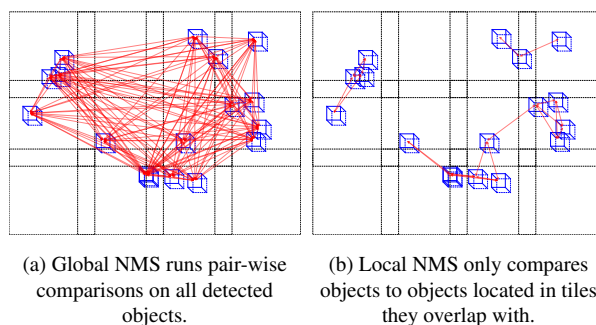 (a) Global NMS runs pair-wise
comparisons on all detected
objects.
(b) Local NMS only compares
objects to objects located in tiles
they overlap with.